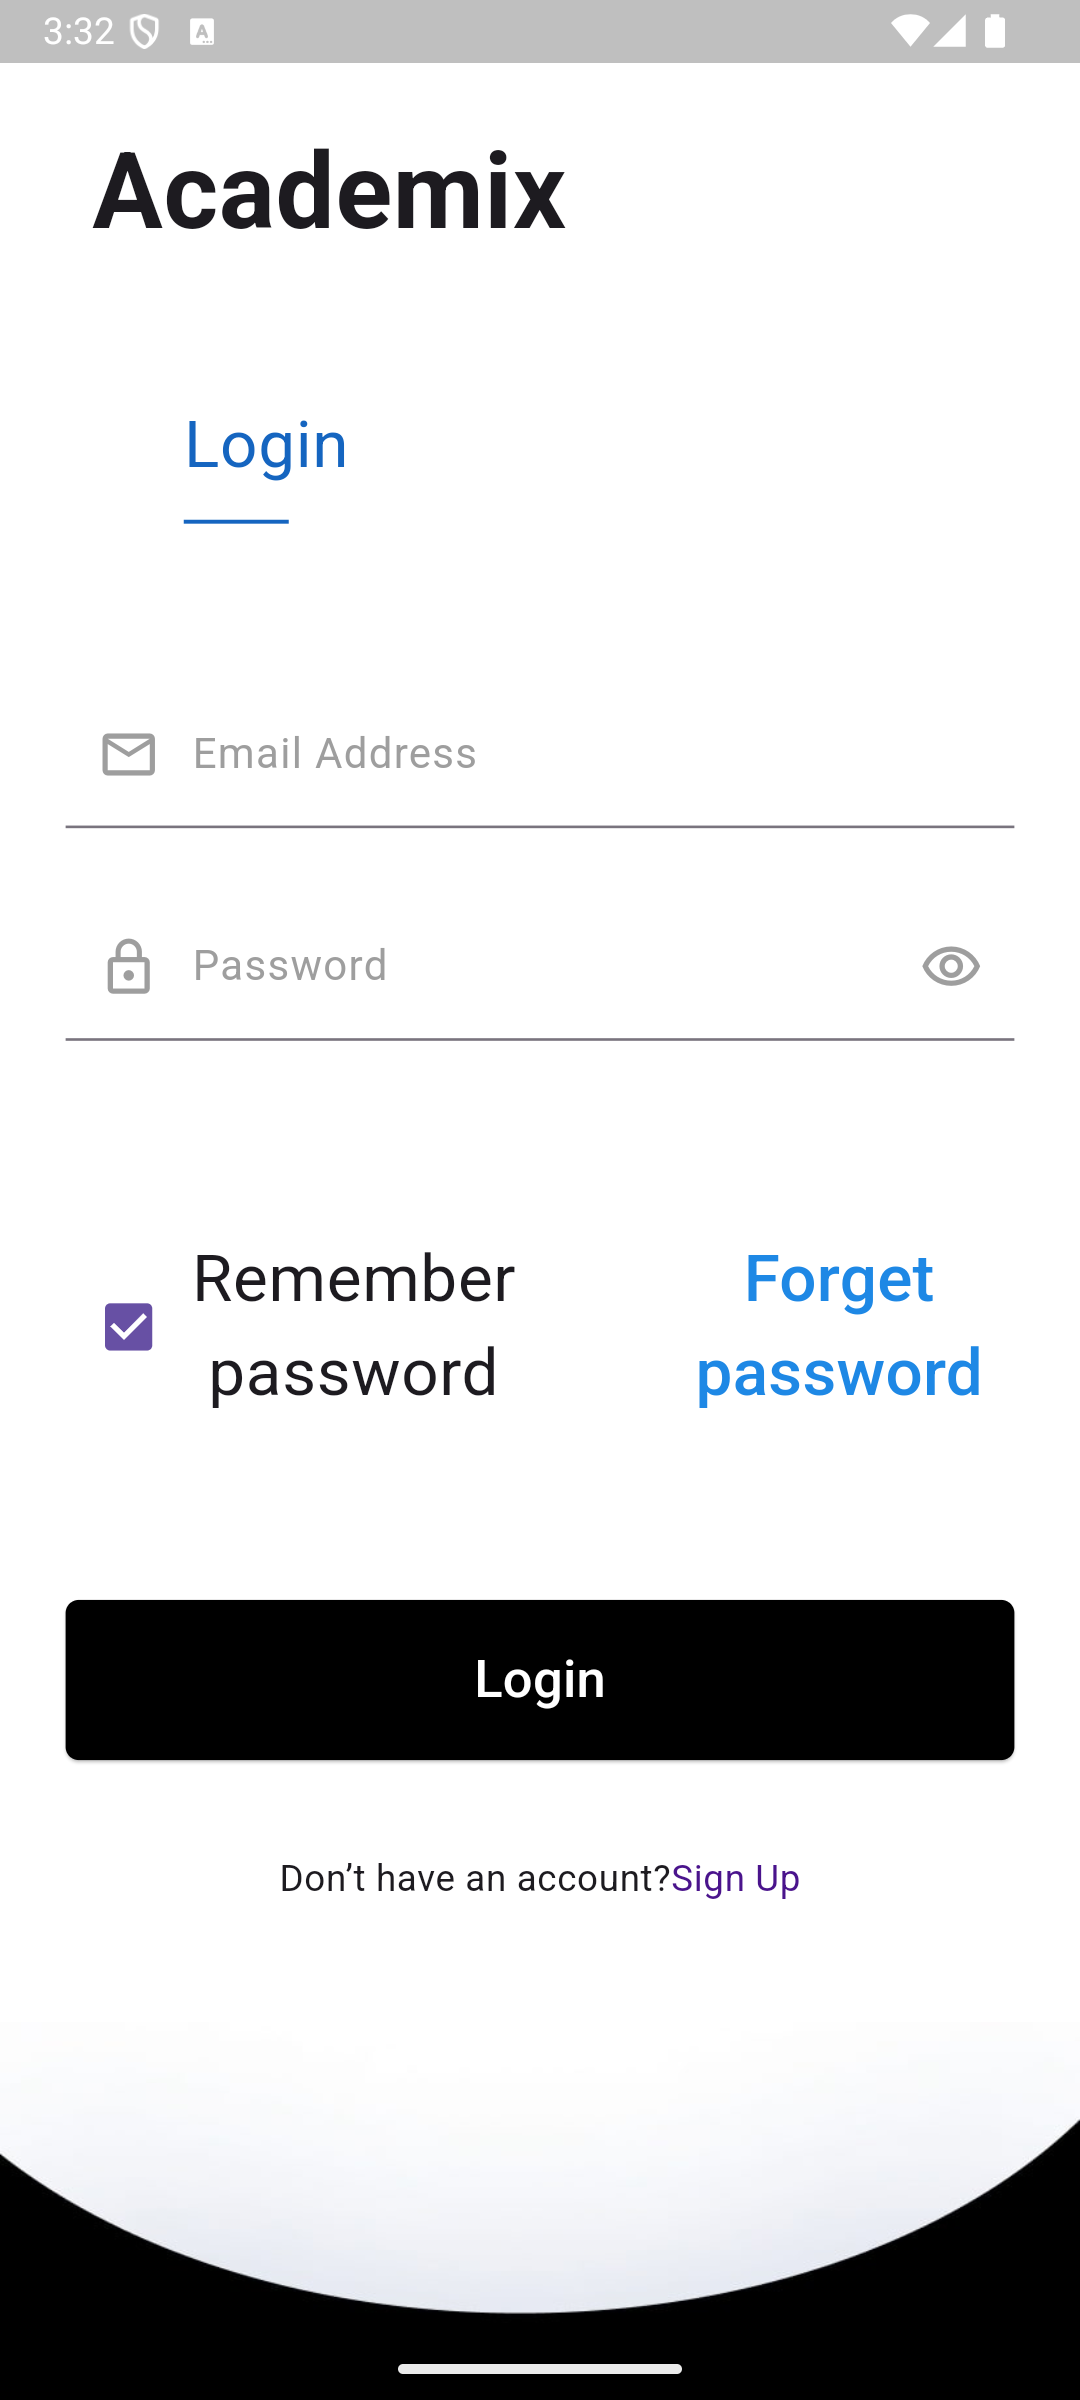 3:32
Academix
Login
Email Address
Password
Remember
password
Forget
password
Login
Don’t have an account?Sign Up